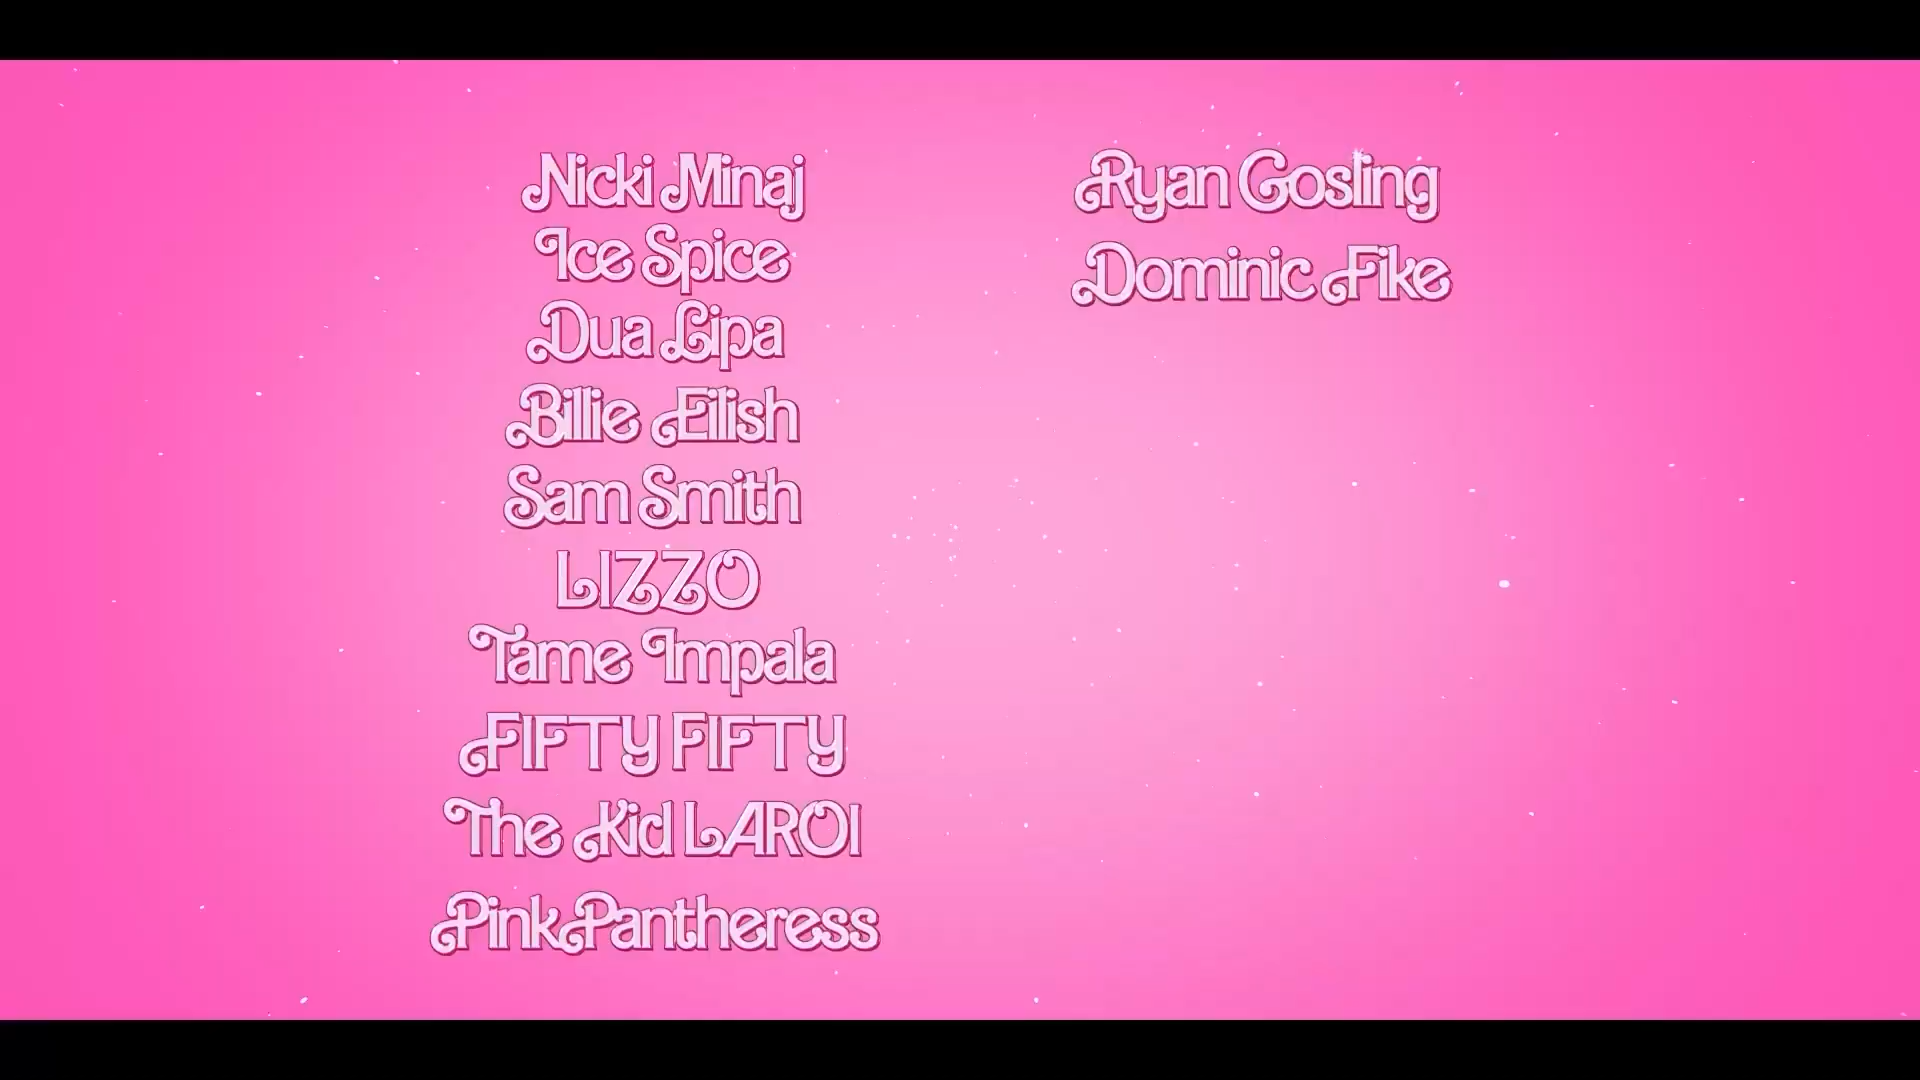 Nicki Minaj
Ice Spice
Dua Lipa
Billie Eilish
Sam Smith
LIZZO
Tame Impala
FIFTY FIFTY
The Kid LAROI
PinkPantheress
Ryan Gosling
Dominic Fike